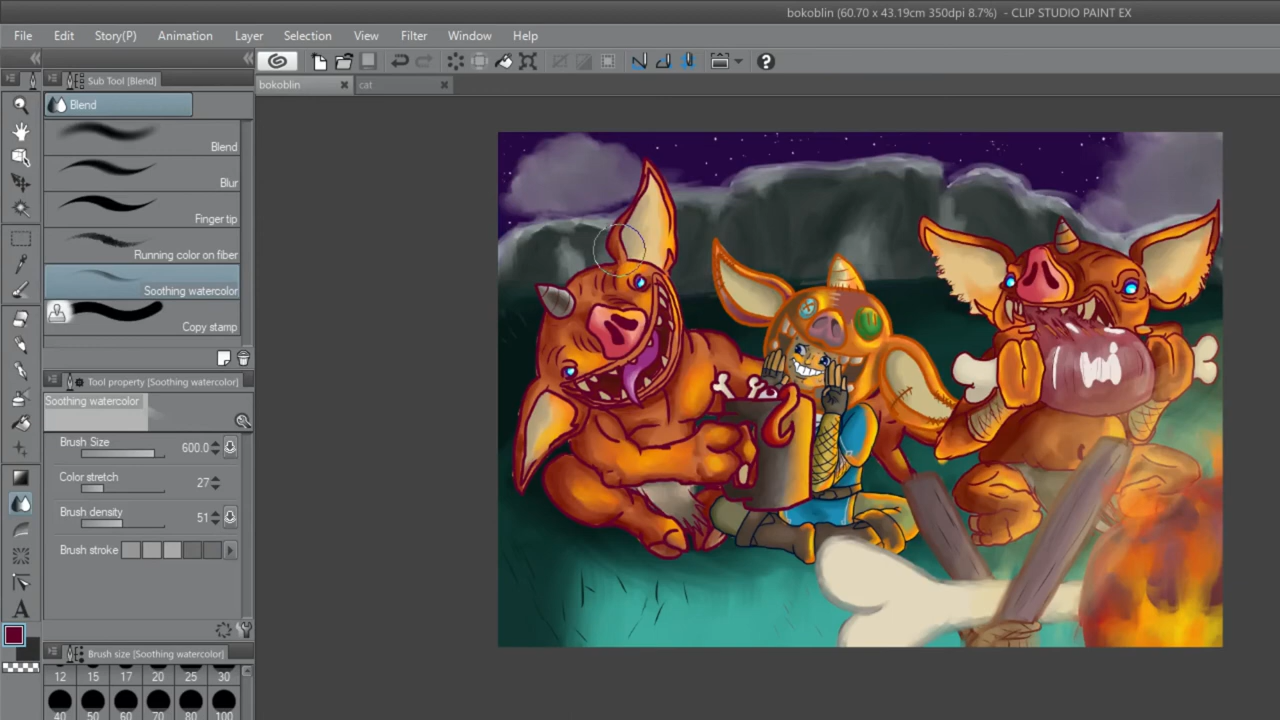 bokoblin (60.70 x 43.19cm 350dpi 8.7%) - CLIP STUDIO PAINT EX
File Edit Story(P) Animation Layer Selection View Filter Window Help
Sub Tool [Blend]
bokoblin cat
Blend
Blend
Blur
Finger tip
Running color on fiber
Soothing watercolor
Copy stamp
Tool property [Soothing watercolor]
Soothing watercolor
Brush Size 600.0
Color stretch 27
Brush density 51
Brush stroke
Brush size [Soothing watercolor]
12 15 17 20 25 30
40 50 60 70 80 100